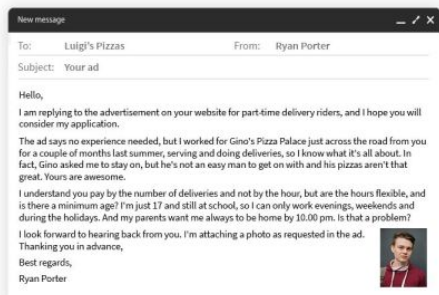 New message
To: Luigi's Pizzas From: Ryan Porter
Subject: Your ad
Hello,
I am replying to the advertisement on your website for part-time delivery riders, and I hope you will
consider my application.
The ad says no experience needed, but I worked for Gino's Pizza Palace just across the road from you
for a couple of months last summer, serving and doing deliveries, so I know what it's all about. In
fact, Gino asked me to stay on, but he's not an easy man to get on with and his pizzas aren't that
great. Yours are awesome.
I understand you pay by the number of deliveries and not by the hour, but are the hours flexible, and
is there a minimum age? I'm just 17 and still at school, so I can only work evenings, weekends and
during the holidays. And my parents want me always to be home by 10.00 pm. Is that a problem?
I look forward to hearing back from you. I'm attaching a photo as requested in the ad.
Thanking you in advance,
Best regards,
Ryan Porter